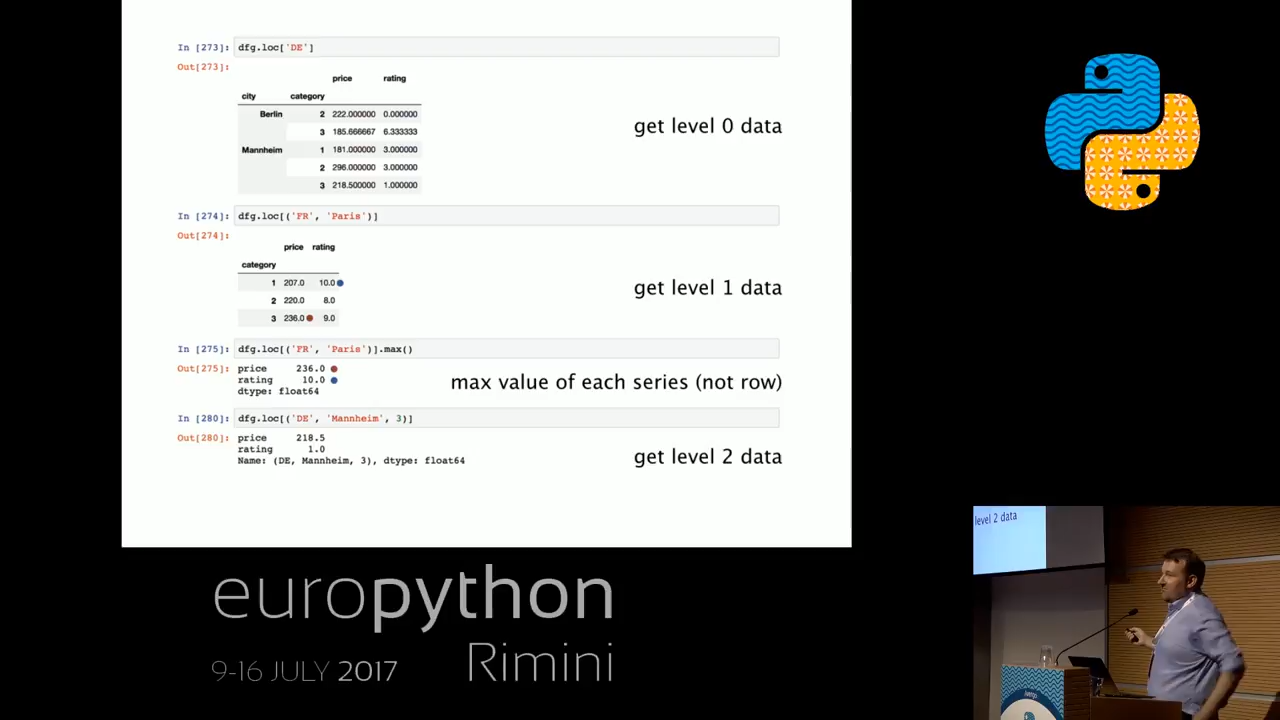 In [273]: dfg.loc['DE']
Out[273]:
price rating
city category
Berlin 2 222.000000 0.000000
3 185.666667 6.333333
Mannheim 1 181.000000 3.000000
2 296.000000 3.000000
3 218.500000 1.000000
get level 0 data
In [274]: dfg.loc[('FR', 'Paris')]
Out[274]:
price rating
category
1 207.0 10.0
2 220.0 8.0
3 236.0 9.0
get level 1 data
In [275]: dfg.loc[('FR', 'Paris')].max()
Out[275]: price 236.0
rating 10.0
dtype: float64
max value of each series (not row)
In [280]: dfg.loc[('DE', 'Mannheim', 3)]
Out[280]: price 218.5
rating 1.0
Name: (DE, Mannheim, 3), dtype: float64
get level 2 data
level 2 data
europython
Rimini
9-16 JULY 2017